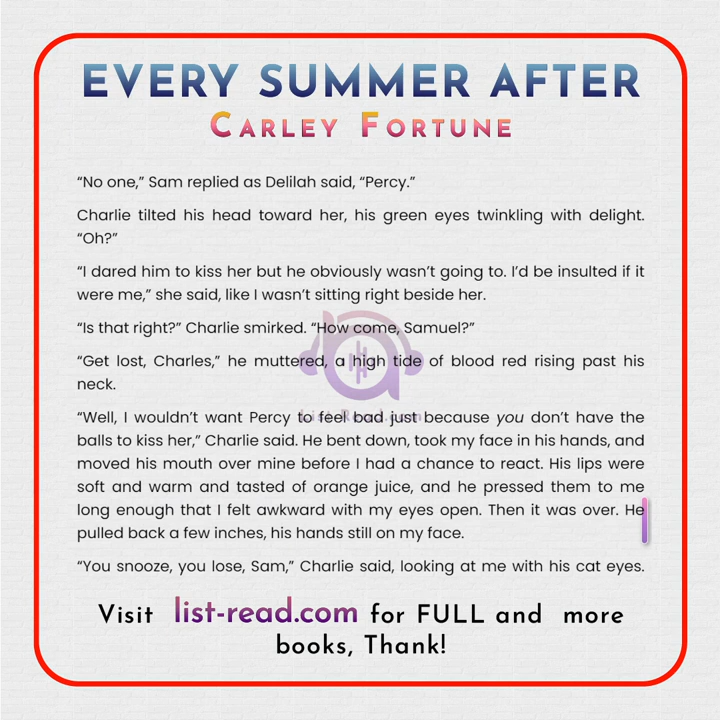 EVERY SUMMER AFTER
CARLEY FORTUNE
“No one,” Sam replied as Delilah said, “Percy.”
Charlie tilted his head toward her, his green eyes twinkling with delight.
“Oh?”
“I dared him to kiss her but he obviously wasn’t going to. I’d be insulted if it
were me,” she said, like I wasn’t sitting right beside her.
“Is that right?” Charlie smirked. “How come, Samuel?”
“Get lost, Charles,” he muttered, a high tide of blood red rising past his
neck.
“Well, I wouldn’t want Percy to feel bad just because you don’t have the
balls to kiss her,” Charlie said. He bent down, took my face in his hands, and
moved his mouth over mine before I had a chance to react. His lips were
soft and warm and tasted of orange juice, and he pressed them to me
long enough that I felt awkward with my eyes open. Then it was over. He
pulled back a few inches, his hands still on my face.
“You snooze, you lose, Sam,” Charlie said, looking at me with his cat eyes.
Visit list-read.com for FULL and more
books, Thank!